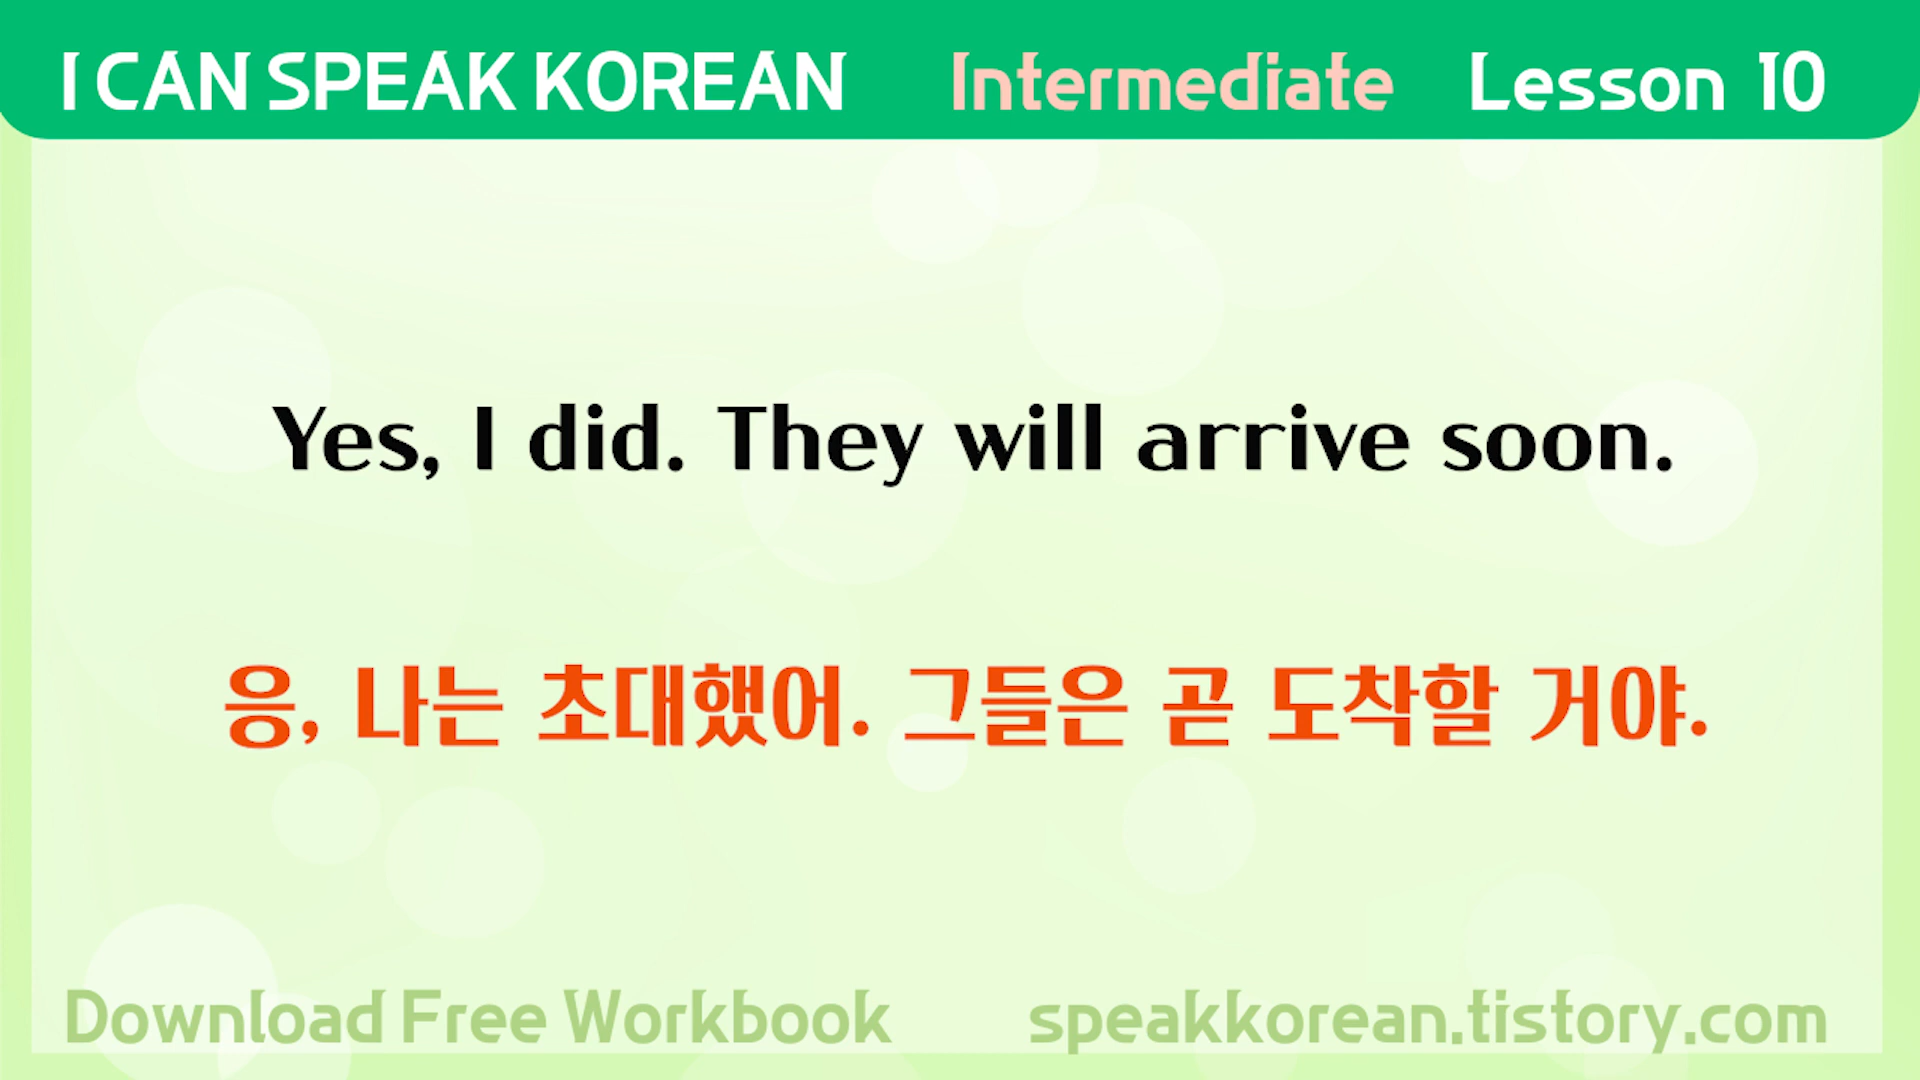 I CAN SPEAK KOREAN Intermediate Lesson 10
Yes, I did. They will arrive soon.
응, 나는 초대했어. 그들은 곧 도착할 거야.
Download Free Workbook speakkorean.tistory.com